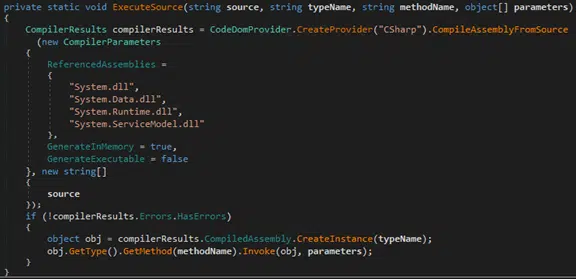 private static void ExecuteSource(string source, string typeName, string methodName, object[] parameters)
{
CompilerResults compilerResults = CodeDomProvider.CreateProvider("CSharp").CompileAssemblyFromSource
(new CompilerParameters
{
ReferencedAssemblies =
{
"System.dll",
"System.Data.dll",
"System.Runtime.dll",
"System.ServiceModel.dll"
},
GenerateInMemory = true,
GenerateExecutable = false
}, new string[]
{
source
});
if (!compilerResults.Errors.HasErrors)
{
object obj = compilerResults.CompiledAssembly.CreateInstance(typeName);
obj.GetType().GetMethod(methodName).Invoke(obj, parameters);
}
}